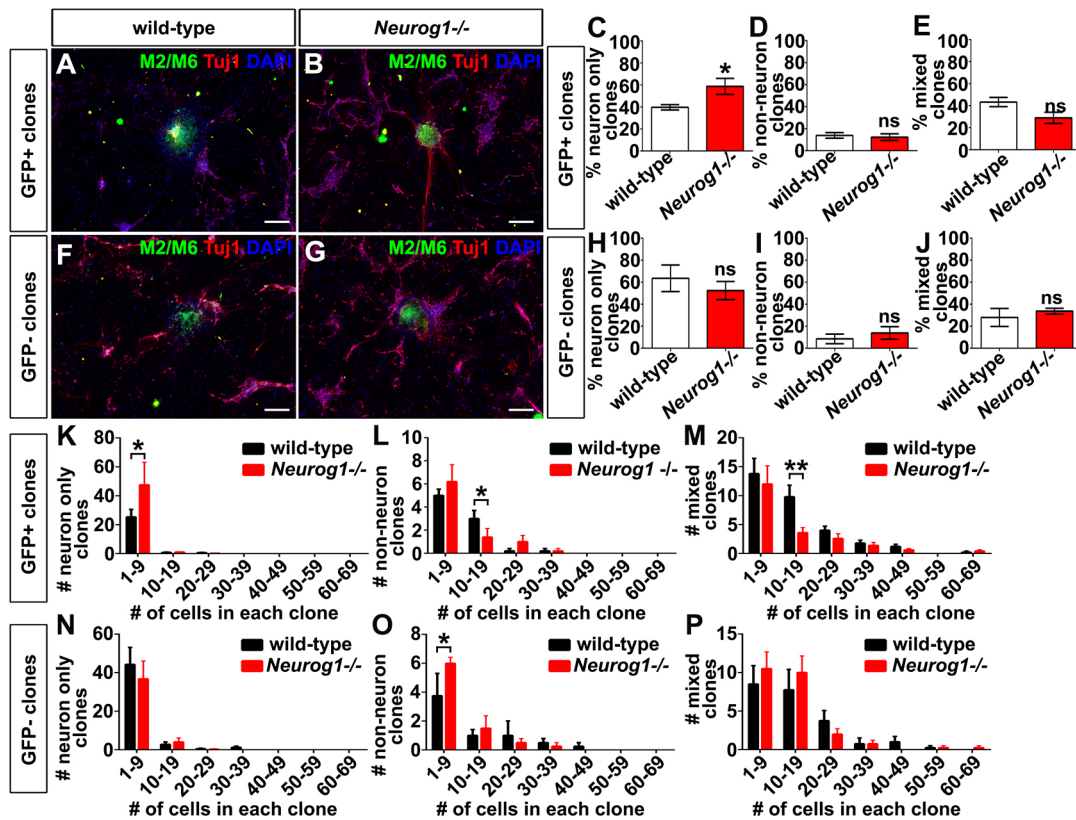 wild-type
Neurog1-/-
GFP+ clones
A
M2/M6 Tuj1 DAPI
B
M2/M6 Tuj1 DAPI
GFP+ clones
C
% neuron only
clones
100
80
60
40
20
0
*
wild-type
Neurog1-/-
D
% non-neuron
clones
100
80
60
40
20
0
ns
wild-type
Neurog1-/-
E
% mixed
clones
100
80
60
40
20
0
ns
wild-type
Neurog1-/-
GFP- clones
F
M2/M6 Tuj1 DAPI
G
M2/M6 Tuj1 DAPI
GFP- clones
H
% neuron only
clones
100
80
60
40
20
0
ns
wild-type
Neurog1-/-
I
% non-neuron
clones
100
80
60
40
20
0
ns
wild-type
Neurog1-/-
J
% mixed
clones
100
80
60
40
20
0
ns
wild-type
Neurog1-/-
GFP+ clones
K
# neuron only
clones
80
60
40
20
0
*
wild-type
Neurog1-/-
1-9
10-19
20-29
30-39
40-49
50-59
60-69
# of cells in each clone
L
# non-neuron
clones
10
8
6
4
2
0
*
wild-type
Neurog1 -/-
1-9
10-19
20-29
30-39
40-49
50-59
60-69
# of cells in each clone
M
# mixed
clones
20
15
10
5
0
**
wild-type
Neurog1-/-
1-9
10-19
20-29
30-39
40-49
50-59
60-69
# of cells in each clone
GFP- clones
N
# neuron only
clones
60
40
20
0
wild-type
Neurog1-/-
1-9
10-19
20-29
30-39
40-49
50-59
60-69
# of cells in each clone
O
# non-neuron
clones
8
6
4
2
0
*
wild-type
Neurog1-/-
1-9
10-19
20-29
30-39
40-49
50-59
60-69
# of cells in each clone
P
# mixed
clones
15
10
5
0
wild-type
Neurog1-/-
1-9
10-19
20-29
30-39
40-49
50-59
60-69
# of cells in each clone